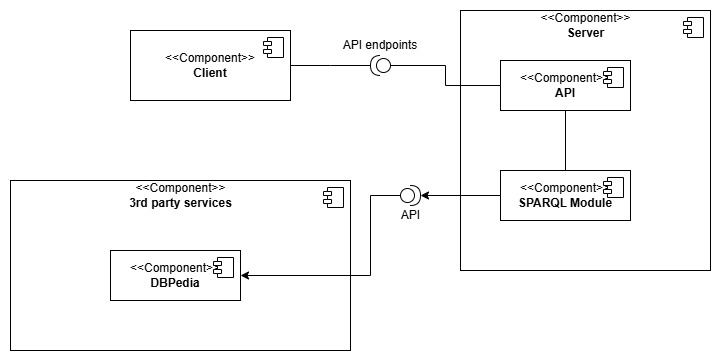 <<Component>>
Server
API endpoints
<<Component>>
Client
<<Component>>
API
<<Component>>
3rd party services
<<Component>>
SPARQL Module
API
<<Component>>
DBPedia